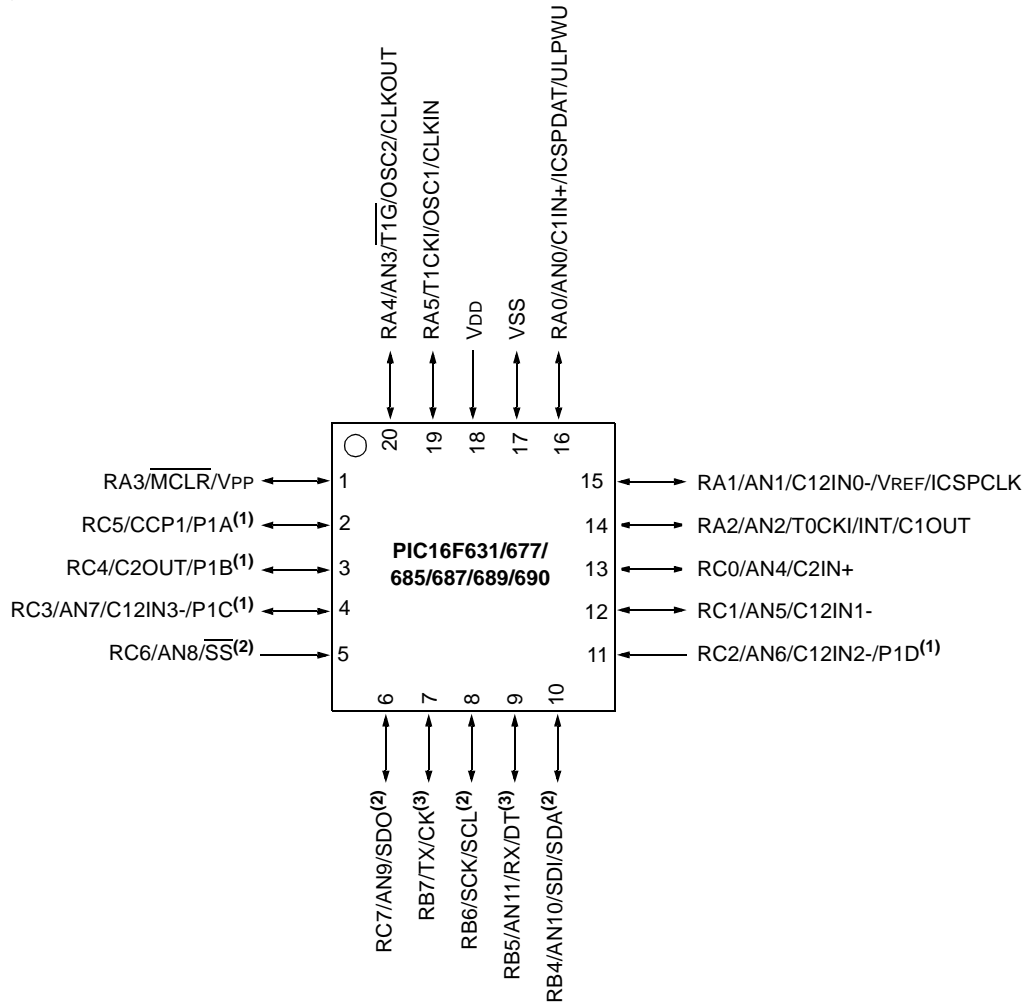 RA4/AN3/T1G/OSC2/CLKOUT
RA5/T1CKI/OSC1/CLKIN
VDD
VSS
RA0/AN0/C1IN+/ICSPDAT/ULPWU
20
19
18
17
16
RA3/MCLR/VPP
1
RC5/CCP1/P1A(1)
2
RC4/C2OUT/P1B(1)
3
RC3/AN7/C12IN3-/P1C(1)
4
RC6/AN8/SS(2)
5
PIC16F631/677/
685/687/689/690
15
RA1/AN1/C12IN0-/VREF/ICSPCLK
14
RA2/AN2/T0CKI/INT/C1OUT
13
RC0/AN4/C2IN+
12
RC1/AN5/C12IN1-
11
RC2/AN6/C12IN2-/P1D(1)
6
7
8
9
10
RC7/AN9/SDO(2)
RB7/TX/CK(3)
RB6/SCK/SCL(2)
RB5/AN11/RX/DT(3)
RB4/AN10/SDI/SDA(2)